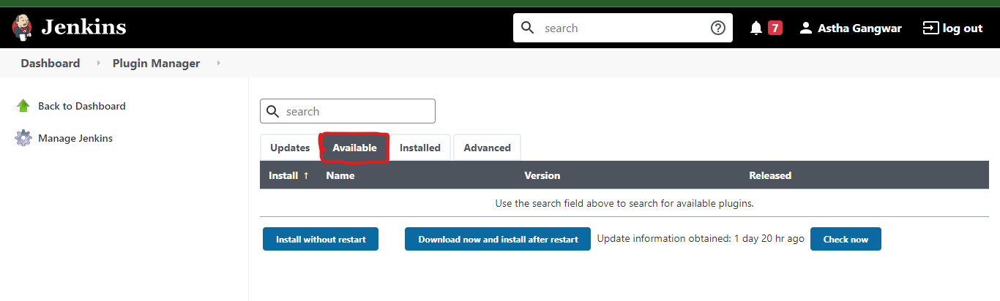 Jenkins search 7 Astha Gangwar log out
Dashboard Plugin Manager
Back to Dashboard
Manage Jenkins
search
Updates Available Installed Advanced
Install ↑ Name Version Released
Use the search field above to search for available plugins.
Install without restart Download now and install after restart Update information obtained: 1 day 20 hr ago Check now